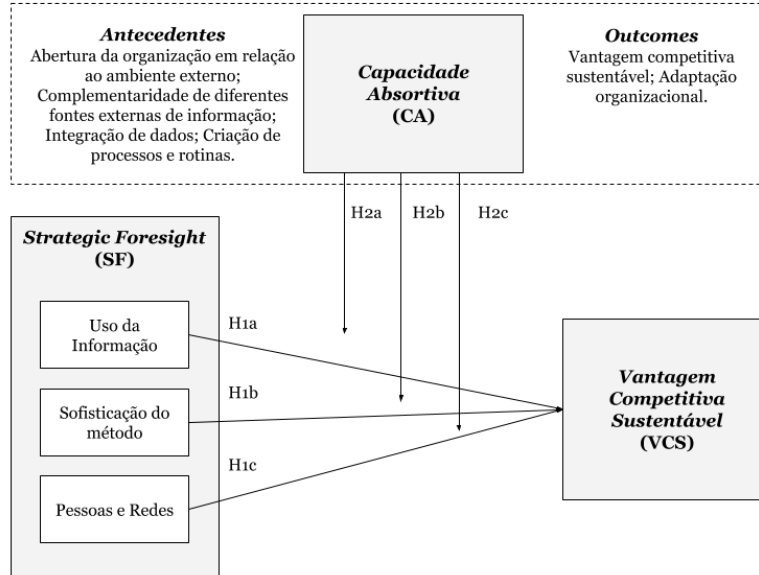 Antecedentes
Abertura da organização em relação
ao ambiente externo;
Complementaridade de diferentes
fontes externas de informação;
Integração de dados; Criação de
processos e rotinas.
Capacidade
Absortiva
(CA)
Outcomes
Vantagem competitiva
sustentável; Adaptação
organizacional.
H2a
H2b
H2c
Strategic Foresight
(SF)
Uso da
Informação
H1a
Sofisticação do
método
H1b
Pessoas e Redes
H1c
Vantagem
Competitiva
Sustentável
(VCS)